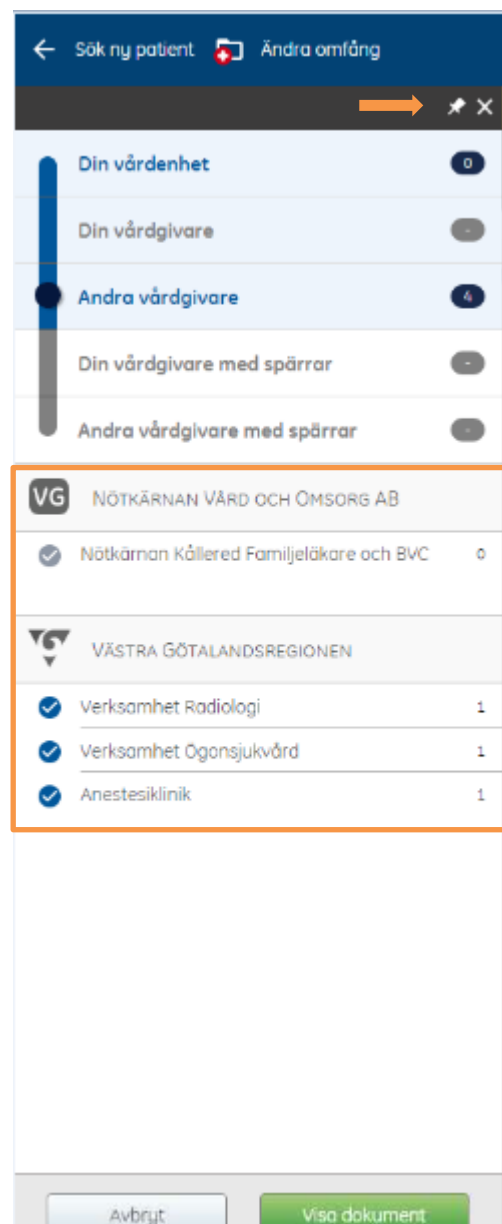 Sök ny patient Ändra omfång
Din vårdenhet 0
Din vårdgivare -
Andra vårdgivare 4
Din vårdgivare med spärrar -
Andra vårdgivare med spärrar -
VG NÖTKÄRNAN VÅRD OCH OMSORG AB
Nötkärnan Kållered Familjeläkare och BVC 0
VÄSTRA GÖTALANDSREGIONEN
Verksamhet Radiologi 1
Verksamhet Ögonsjukvård 1
Anestesiklinik 1
Avbryt Visa dokument